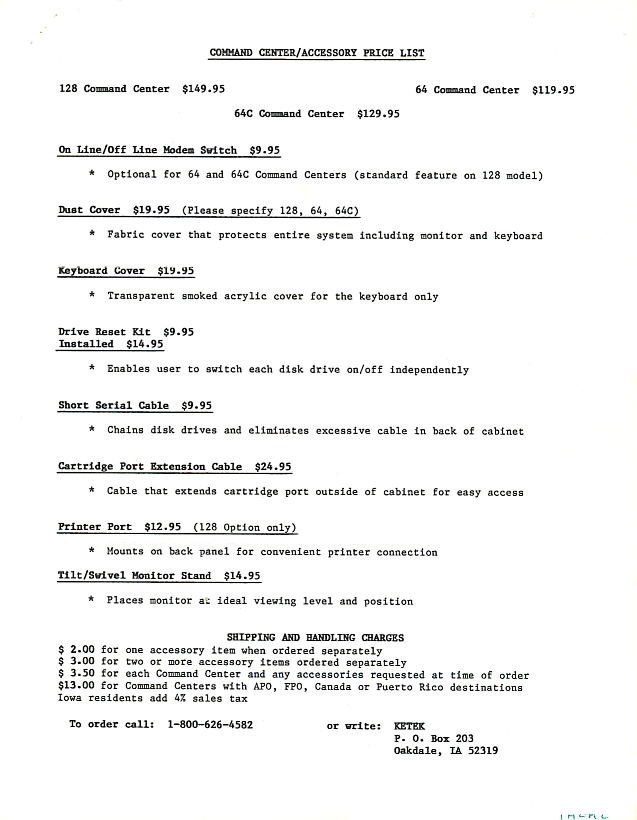 COMMAND CENTER/ACCESSORY PRICE LIST
128 Command Center $149.95 64 Command Center $119.95
64C Command Center $129.95
On Line/Off Line Modem Switch $9.95
* Optional for 64 and 64C Command Centers (standard feature on 128 model)
Dust Cover $19.95 (Please specify 128, 64, 64C)
* Fabric cover that protects entire system including monitor and keyboard
Keyboard Cover $19.95
* Transparent smoked acrylic cover for the keyboard only
Drive Reset Kit $9.95
Installed $14.95
* Enables user to switch each disk drive on/off independently
Short Serial Cable $9.95
* Chains disk drives and eliminates excessive cable in back of cabinet
Cartridge Port Extension Cable $24.95
* Cable that extends cartridge port outside of cabinet for easy access
Printer Port $12.95 (128 Option only)
* Mounts on back panel for convenient printer connection
Tilt/Swivel Monitor Stand $14.95
* Places monitor at ideal viewing level and position
SHIPPING AND HANDLING CHARGES
$ 2.00 for one accessory item when ordered separately
$ 3.00 for two or more accessory items ordered separately
$ 3.50 for each Command Center and any accessories requested at time of order
$13.00 for Command Centers with APO, FPO, Canada or Puerto Rico destinations
Iowa residents add 4% sales tax
To order call: 1-800-626-4582 or write: KETEK
P. O. Box 203
Oakdale, IA 52319